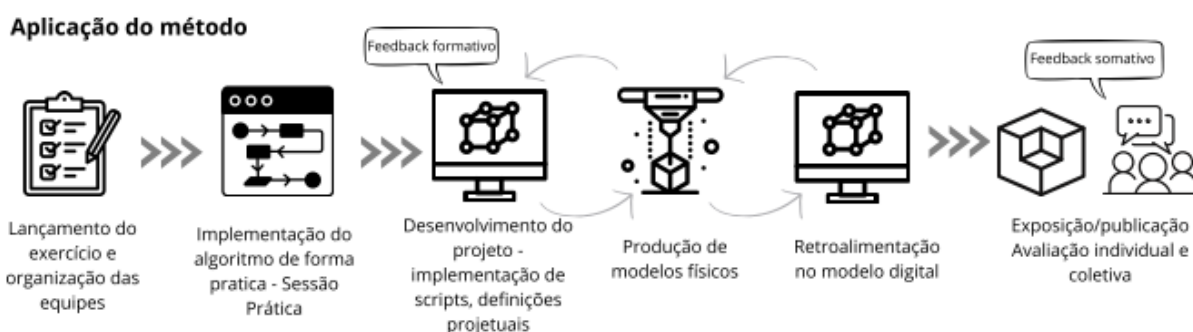 Aplicação do método
Feedback formativo
Feedback somativo
Lançamento do
exercício e
organização das
equipes
Implementação do
algoritmo de forma
pratica - Sessão
Prática
Desenvolvimento do
projeto -
implementação de
scripts, definições
projetuais
Produção de
modelos físicos
Retroalimentação
no modelo digital
Exposição/publicação
Avaliação individual e
coletiva